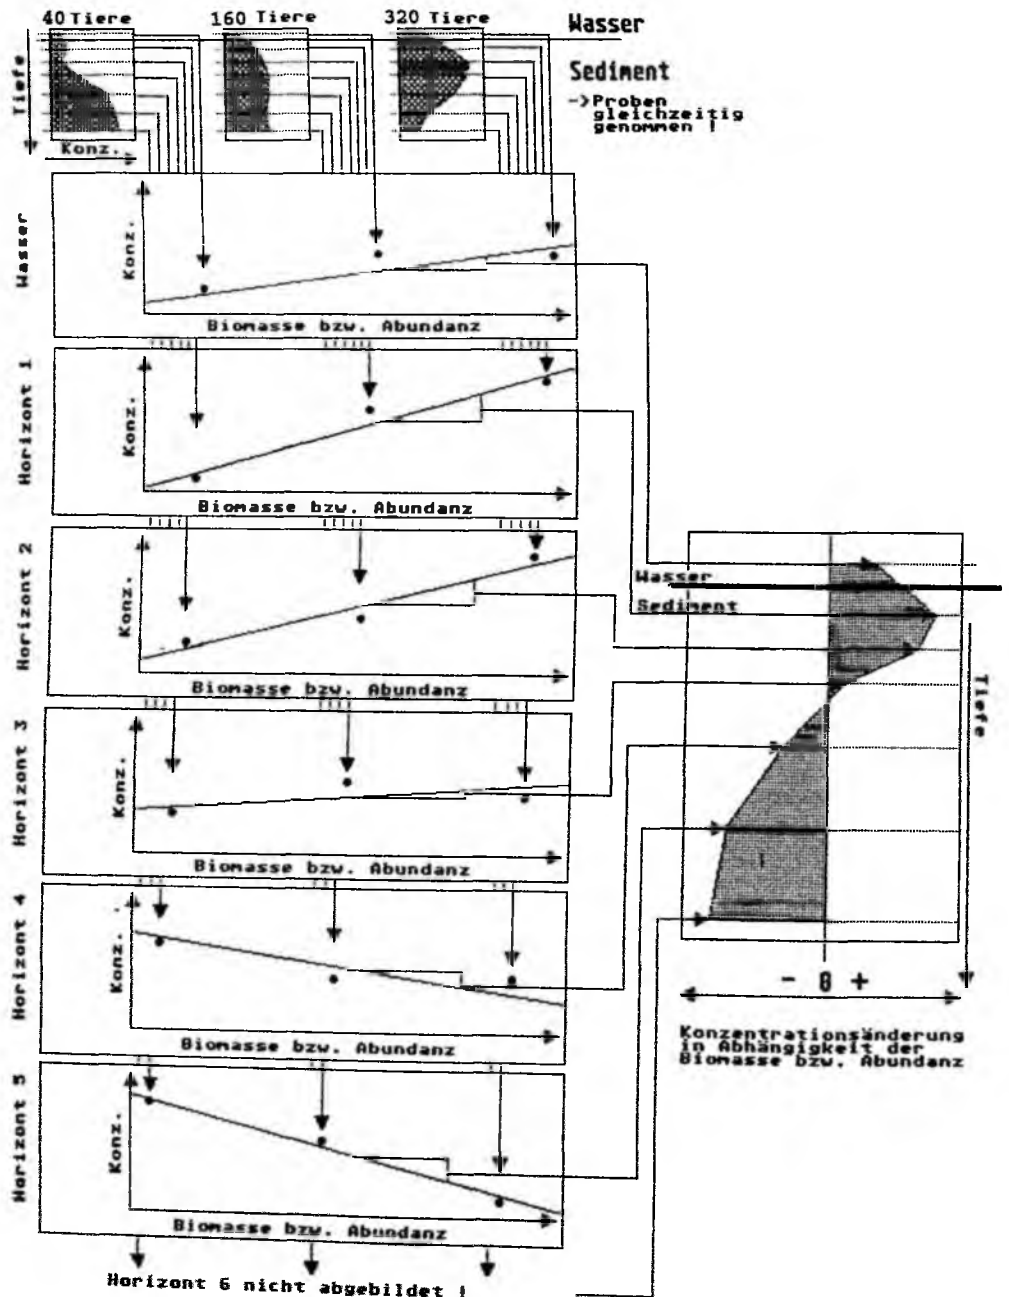 40 Tiere
160 Tiere
320 Tiere
Wasser
Sediment
->Proben
gleichzeitig
genommen !
Tiefe
Konz.
Wasser
Konz.
Biomasse bzw. Abundanz
Horizont 1
Konz.
Biomasse bzw. Abundanz
Horizont 2
Konz.
Biomasse bzw. Abundanz
Horizont 3
Konz.
Biomasse bzw. Abundanz
Horizont 4
Konz.
Biomasse bzw. Abundanz
Horizont 5
Konz.
Biomasse bzw. Abundanz
Horizont 6 nicht abgebildet !
Wasser
Sediment
Tiefe
- 0 +
Konzentrationsänderung
in Abhängigkeit der
Biomasse bzw. Abundanz